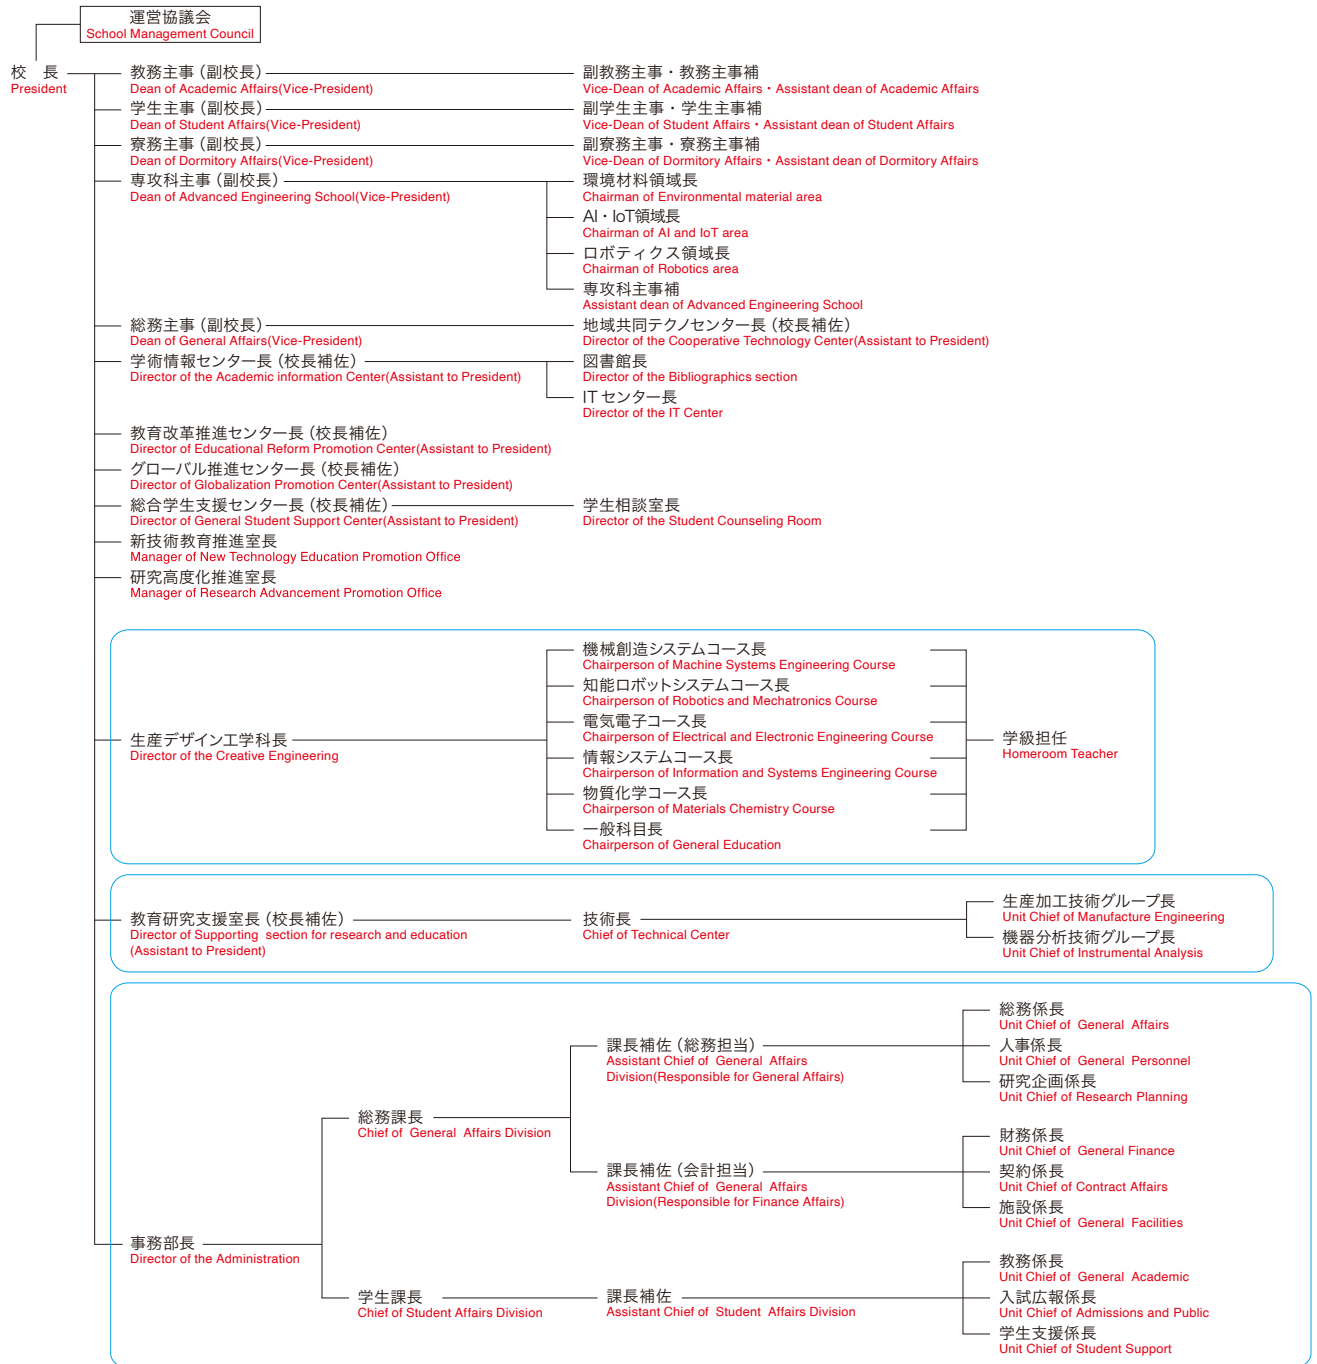 運営協議会
School Management Council
校　長
President
教務主事（副校長）
Dean of Academic Affairs(Vice-President)
副教務主事・教務主事補
Vice-Dean of Academic Affairs・Assistant dean of Academic Affairs
学生主事（副校長）
Dean of Student Affairs(Vice-President)
副学生主事・学生主事補
Vice-Dean of Student Affairs・Assistant dean of Student Affairs
寮務主事（副校長）
Dean of Dormitory Affairs(Vice-President)
副寮務主事・寮務主事補
Vice-Dean of Dormitory Affairs・Assistant dean of Dormitory Affairs
専攻科主事（副校長）
Dean of Advanced Engineering School(Vice-President)
環境材料領域長
Chairman of Environmental material area
AI・IoT領域長
Chairman of AI and IoT area
ロボティクス領域長
Chairman of Robotics area
専攻科主事補
Assistant dean of Advanced Engineering School
総務主事（副校長）
Dean of General Affairs(Vice-President)
地域共同テクノセンター長（校長補佐）
Director of the Cooperative Technology Center(Assistant to President)
学術情報センター長（校長補佐）
Director of the Academic information Center(Assistant to President)
図書館長
Director of the Bibliographics section
IT センター長
Director of the IT Center
教育改革推進センター長（校長補佐）
Director of Educational Reform Promotion Center(Assistant to President)
グローバル推進センター長（校長補佐）
Director of Globalization Promotion Center(Assistant to President)
総合学生支援センター長（校長補佐）
Director of General Student Support Center(Assistant to President)
学生相談室長
Director of the Student Counseling Room
新技術教育推進室長
Manager of New Technology Education Promotion Office
研究高度化推進室長
Manager of Research Advancement Promotion Office
生産デザイン工学科長
Director of the Creative Engineering
機械創造システムコース長
Chairperson of Machine Systems Engineering Course
知能ロボットシステムコース長
Chairperson of Robotics and Mechatronics Course
電気電子コース長
Chairperson of Electrical and Electronic Engineering Course
情報システムコース長
Chairperson of Information and Systems Engineering Course
物質化学コース長
Chairperson of Materials Chemistry Course
一般科目長
Chairperson of General Education
学級担任
Homeroom Teacher
教育研究支援室長（校長補佐）
Director of Supporting section for research and education
(Assistant to President)
技術長
Chief of Technical Center
生産加工技術グループ長
Unit Chief of Manufacture Engineering
機器分析技術グループ長
Unit Chief of Instrumental Analysis
事務部長
Director of the Administration
総務課長
Chief of General Affairs Division
課長補佐（総務担当）
Assistant Chief of General Affairs
Division(Responsible for General Affairs)
総務係長
Unit Chief of General Affairs
人事係長
Unit Chief of General Personnel
研究企画係長
Unit Chief of Research Planning
課長補佐（会計担当）
Assistant Chief of General Affairs
Division(Responsible for Finance Affairs)
財務係長
Unit Chief of General Finance
契約係長
Unit Chief of Contract Affairs
施設係長
Unit Chief of General Facilities
学生課長
Chief of Student Affairs Division
課長補佐
Assistant Chief of Student Affairs Division
教務係長
Unit Chief of General Academic
入試広報係長
Unit Chief of Admissions and Public
学生支援係長
Unit Chief of Student Support